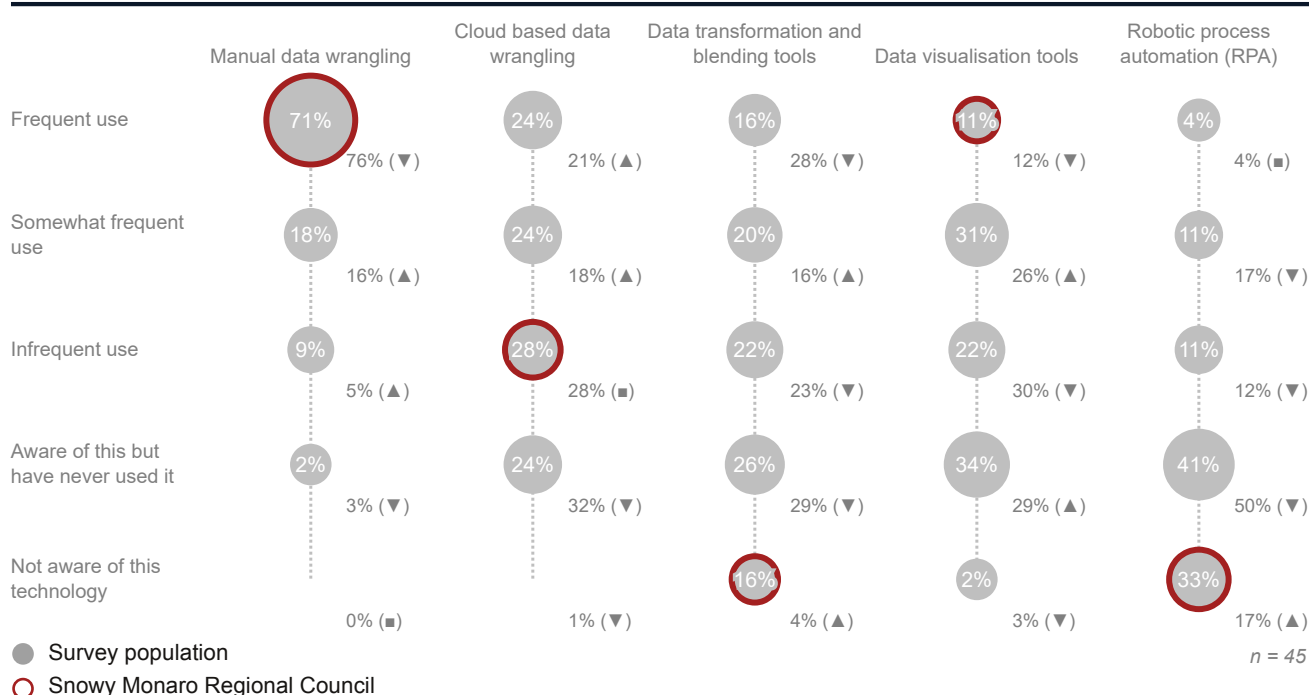 Manual data wrangling
Cloud based data
wrangling
Data transformation and
blending tools
Data visualisation tools
Robotic process
automation (RPA)
Frequent use
71%
24%
16%
11%
4%
76% (▼)
21% (▲)
28% (▼)
12% (▼)
4% (■)
Somewhat frequent
use
18%
24%
20%
31%
11%
16% (▲)
18% (▲)
16% (▲)
26% (▲)
17% (▼)
Infrequent use
9%
28%
22%
22%
11%
5% (▲)
28% (■)
23% (▼)
30% (▼)
12% (▼)
Aware of this but
have never used it
2%
24%
26%
34%
41%
3% (▼)
32% (▼)
29% (▼)
29% (▲)
50% (▼)
Not aware of this
technology
16%
2%
33%
0% (■)
1% (▼)
4% (▲)
3% (▼)
17% (▲)
Survey population
n = 45
Snowy Monaro Regional Council